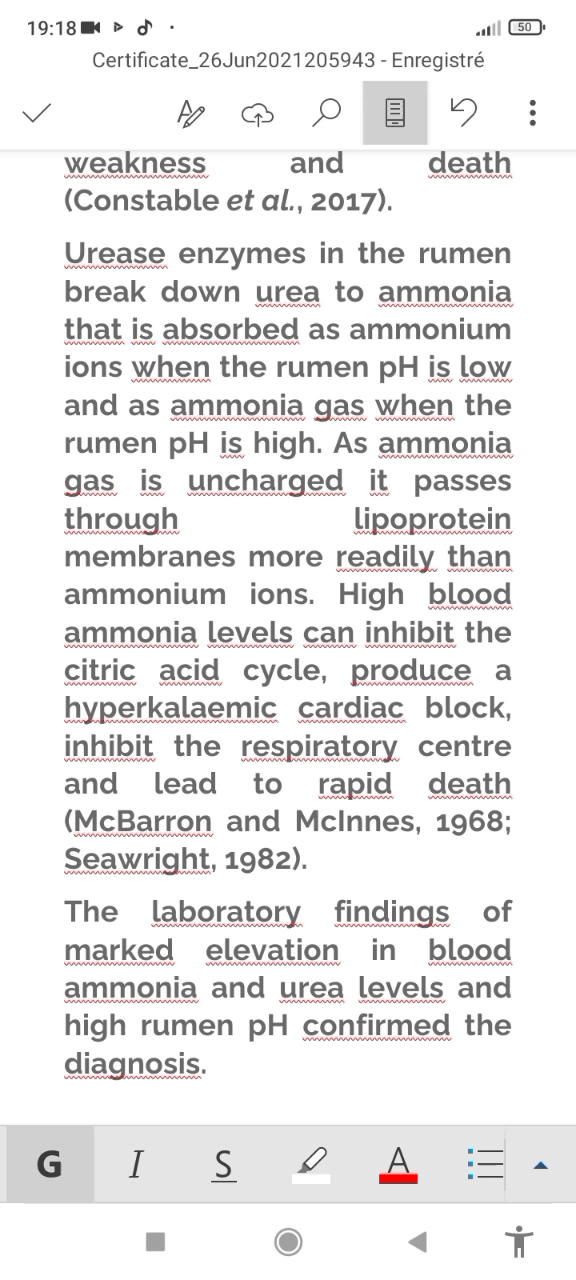 19:18
50
Certificate_26Jun2021205943 - Enregistré
weakness and death
(Constable et al., 2017).
Urease enzymes in the rumen
break down urea to ammonia
that is absorbed as ammonium
ions when the rumen pH is low
and as ammonia gas when the
rumen pH is high. As ammonia
gas is uncharged it passes
through lipoprotein
membranes more readily than
ammonium ions. High blood
ammonia levels can inhibit the
citric acid cycle, produce a
hyperkalaemic cardiac block,
inhibit the respiratory centre
and lead to rapid death
(McBarron and McInnes, 1968;
Seawright, 1982).
The laboratory findings of
marked elevation in blood
ammonia and urea levels and
high rumen pH confirmed the
diagnosis.
G I S A